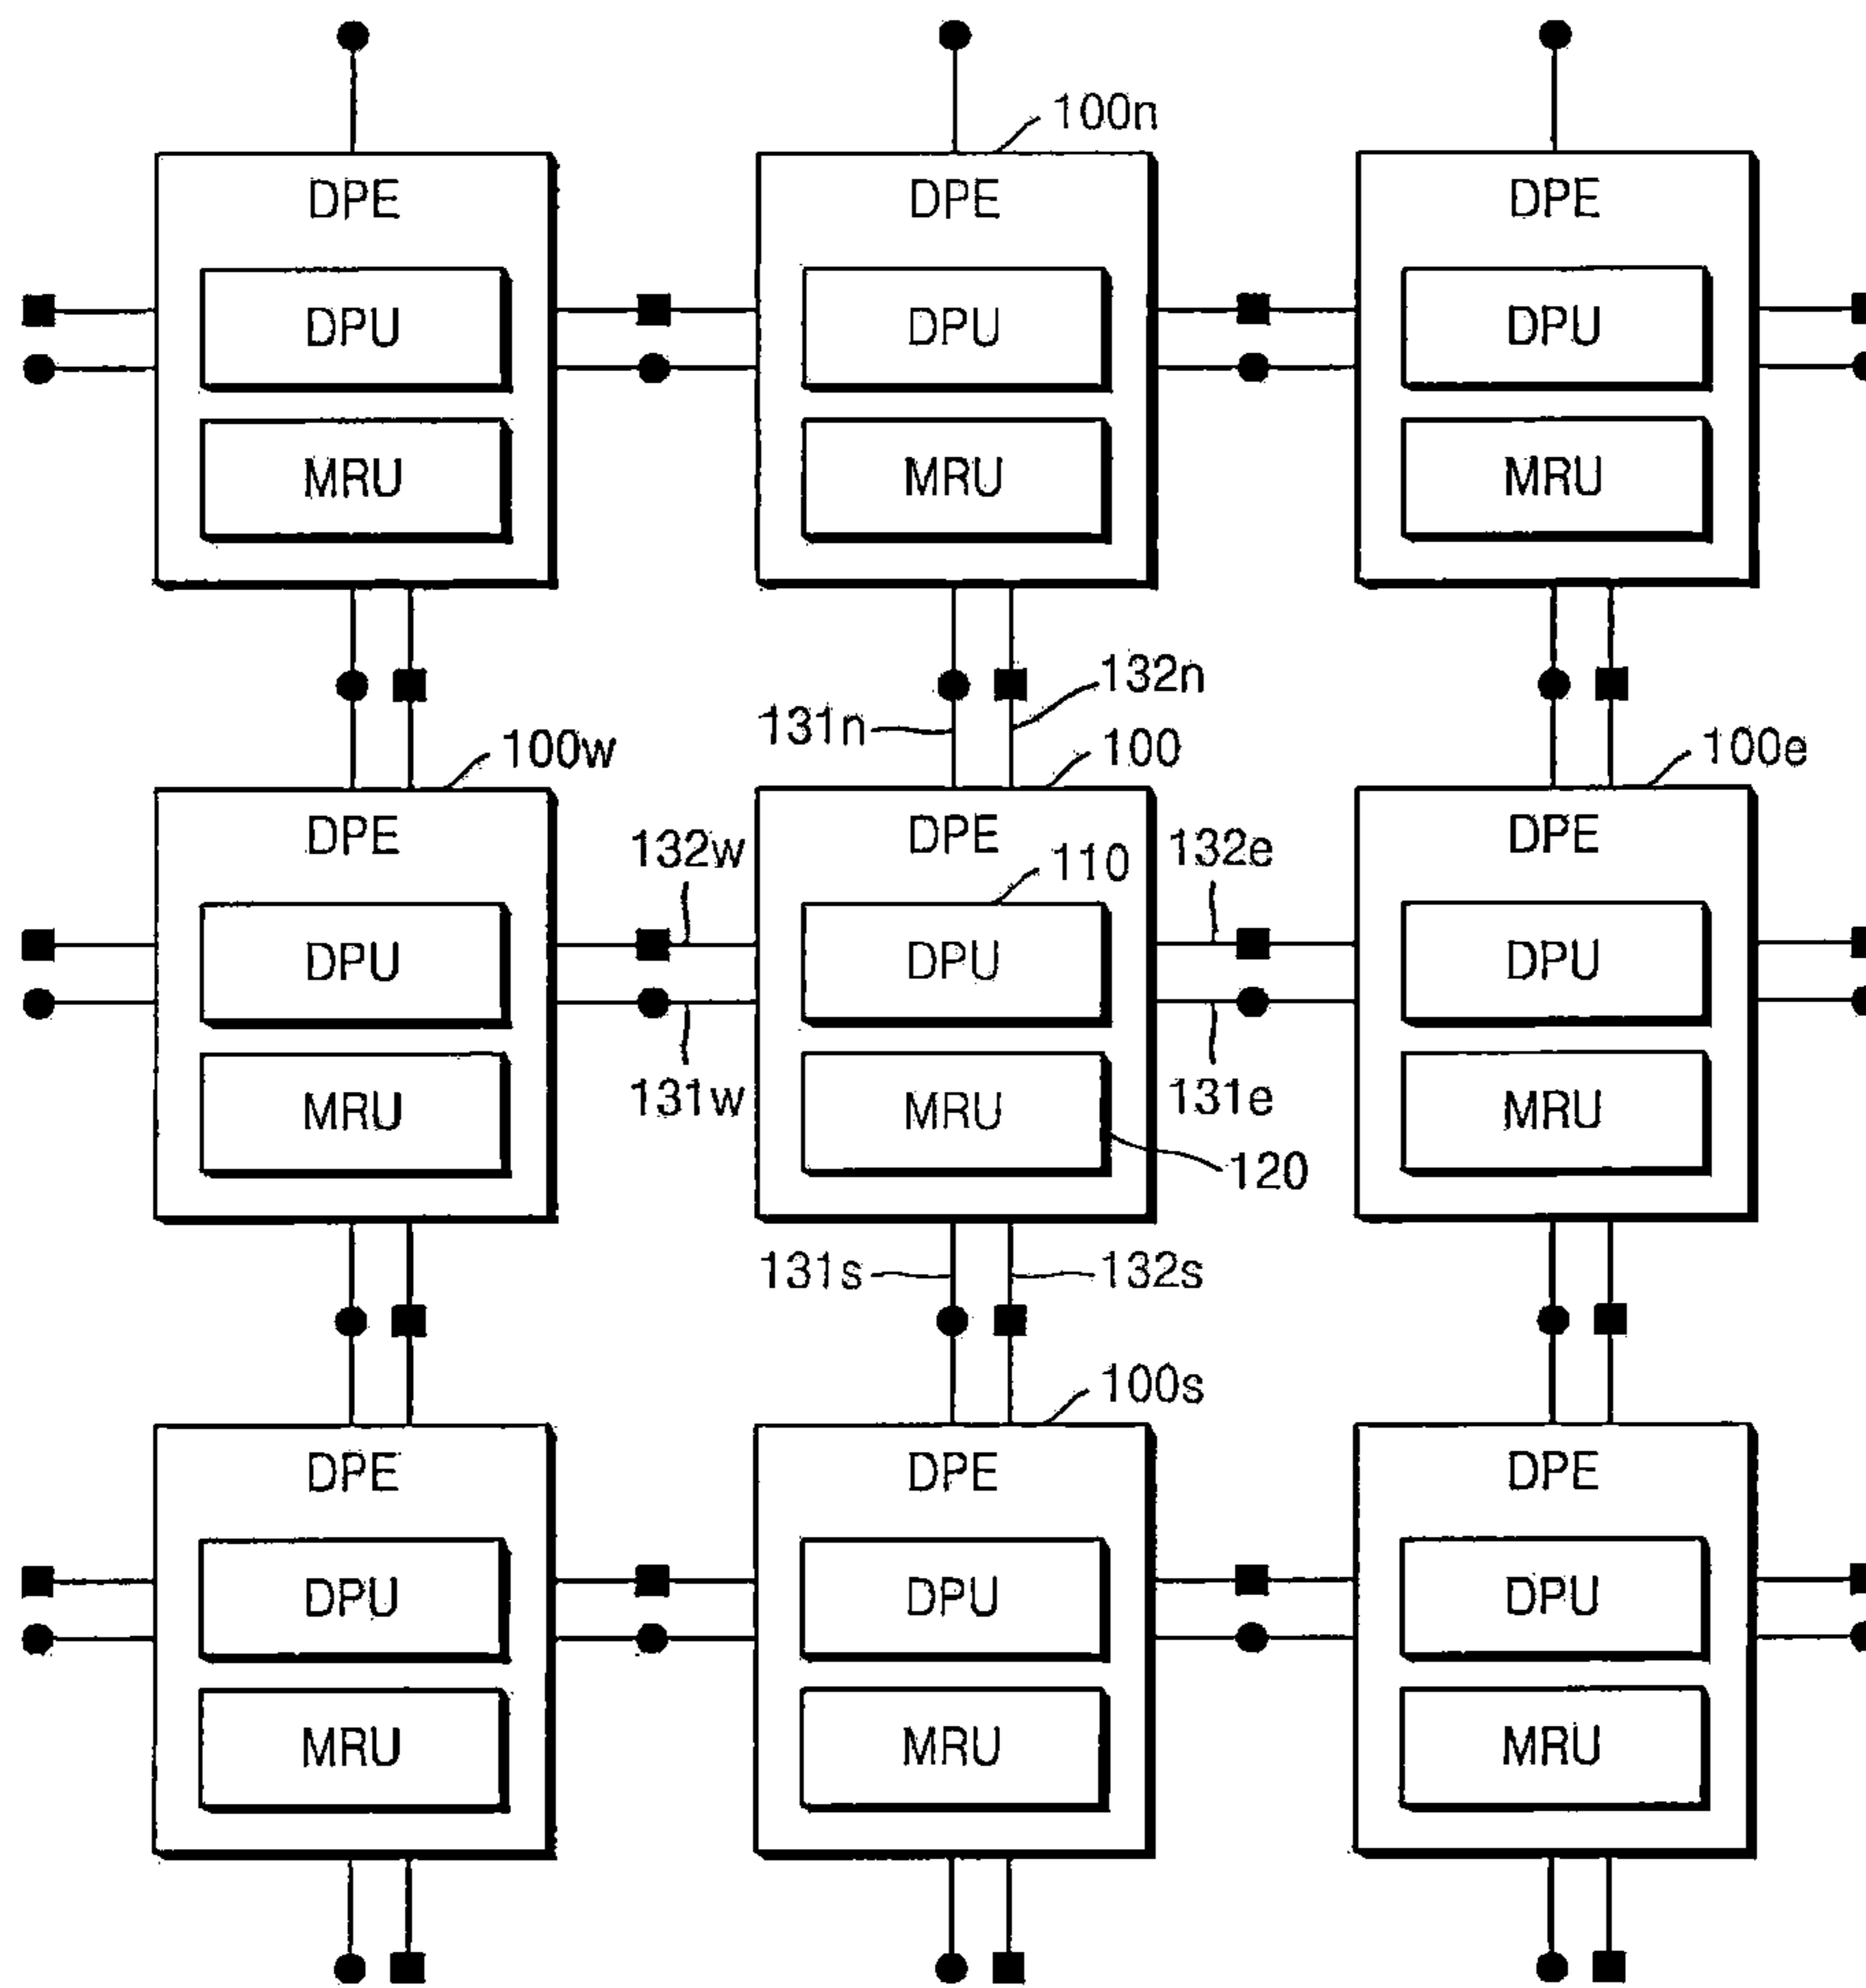 100n
DPE
DPE
DPE
DPU
DPU
DPU
MRU
MRU
MRU
132n
131n
100w
100
100e
DPE
DPE
DPE
132w
110
132e
DPU
DPU
DPU
131w
131e
MRU
MRU
MRU
120
131s
132s
100s
DPE
DPE
DPE
DPU
DPU
DPU
MRU
MRU
MRU